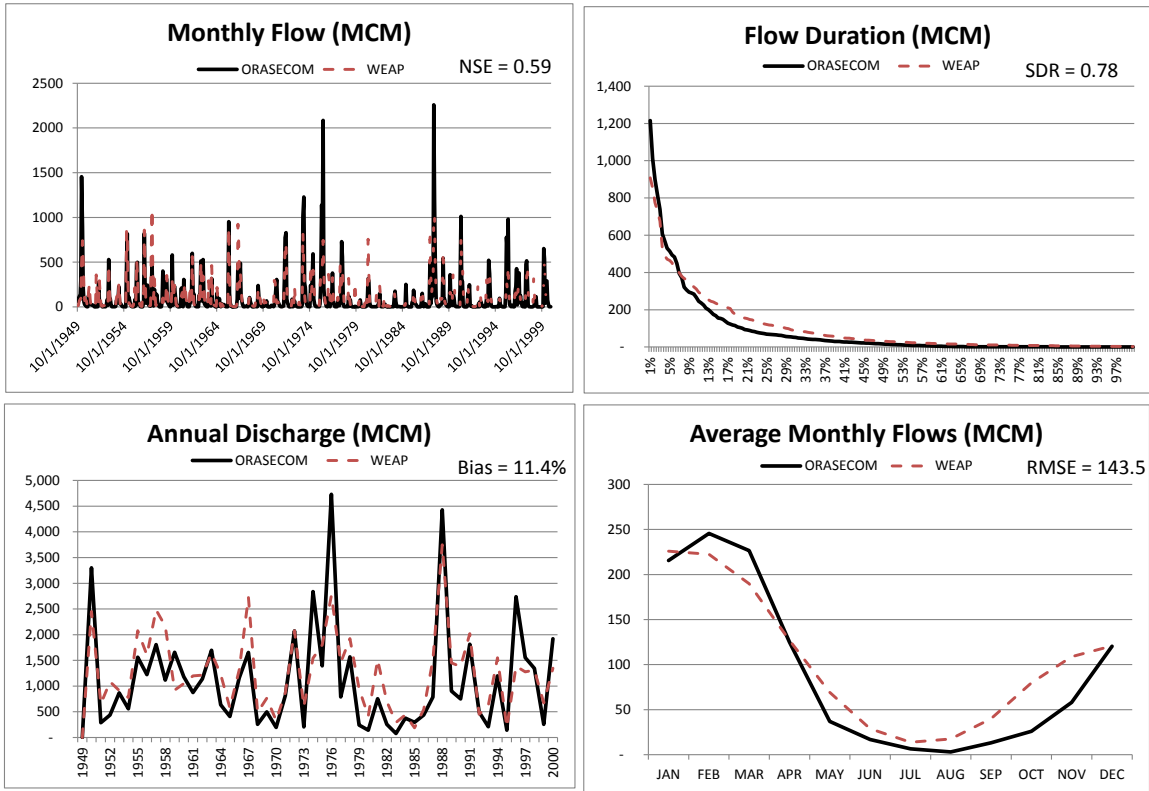 Monthly Flow (MCM)
ORASECOM WEAP
NSE = 0.59
2500
2000
1500
1000
500
0
10/1/1949 10/1/1954 10/1/1959 10/1/1964 10/1/1969 10/1/1974 10/1/1979 10/1/1984 10/1/1989 10/1/1994 10/1/1999
Flow Duration (MCM)
ORASECOM WEAP
SDR = 0.78
1,400
1,200
1,000
800
600
400
200
-
1% 5% 9% 13% 17% 21% 25% 29% 33% 37% 41% 45% 49% 53% 57% 61% 65% 69% 73% 77% 81% 85% 89% 93% 97%
Annual Discharge (MCM)
ORASECOM WEAP
Bias = 11.4%
5,000
4,500
4,000
3,500
3,000
2,500
2,000
1,500
1,000
500
-
1949 1952 1955 1958 1961 1964 1967 1970 1973 1976 1979 1982 1985 1988 1991 1994 1997 2000
Average Monthly Flows (MCM)
ORASECOM WEAP
RMSE = 143.5
300
250
200
150
100
50
-
JAN FEB MAR APR MAY JUN JUL AUG SEP OCT NOV DEC